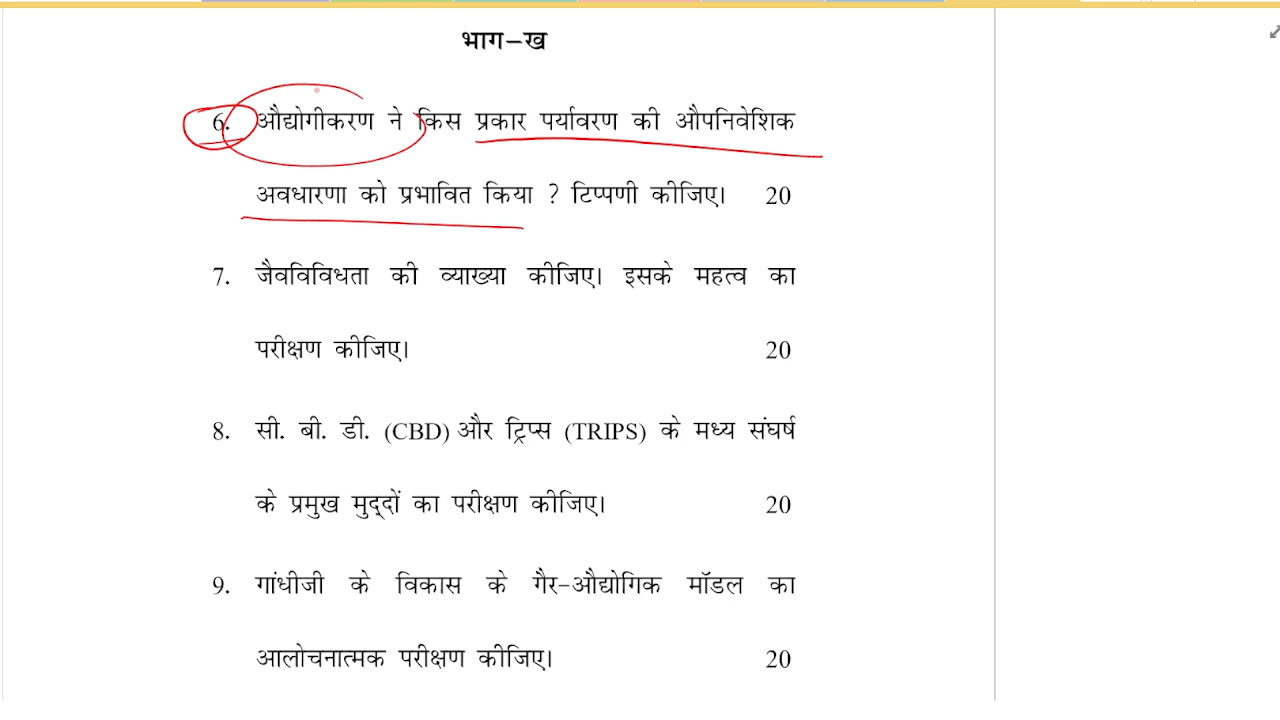 भाग–ख
6. औद्योगीकरण ने किस प्रकार पर्यावरण की औपनिवेशिक
अवधारणा को प्रभावित किया ? टिप्पणी कीजिए। 20
7. जैवविविधता की व्याख्या कीजिए। इसके महत्व का
परीक्षण कीजिए। 20
8. सी. बी. डी. (CBD) और ट्रिप्स (TRIPS) के मध्य संघर्ष
के प्रमुख मुद्दों का परीक्षण कीजिए। 20
9. गांधीजी के विकास के गैर-औद्योगिक मॉडल का
आलोचनात्मक परीक्षण कीजिए। 20